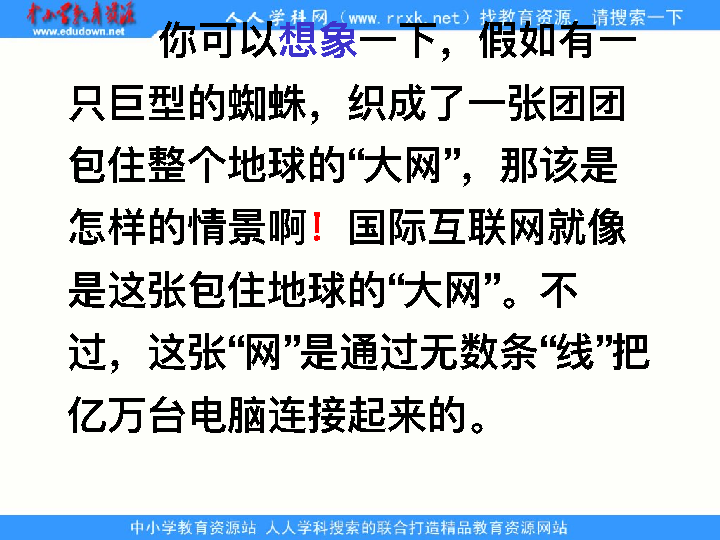 中小学教育资源
www.edudown.net
人人学科网（www.rrxk.net）找教育资源，请搜索一下
你可以想象一下，假如有一
只巨型的蜘蛛，织成了一张团团
包住整个地球的“大网”，那该是
怎样的情景啊！国际互联网就像
是这张包住地球的“大网”。不
过，这张“网”是通过无数条“线”把
亿万台电脑连接起来的。
中小学教育资源站 人人学科搜索的联合打造精品教育资源网站